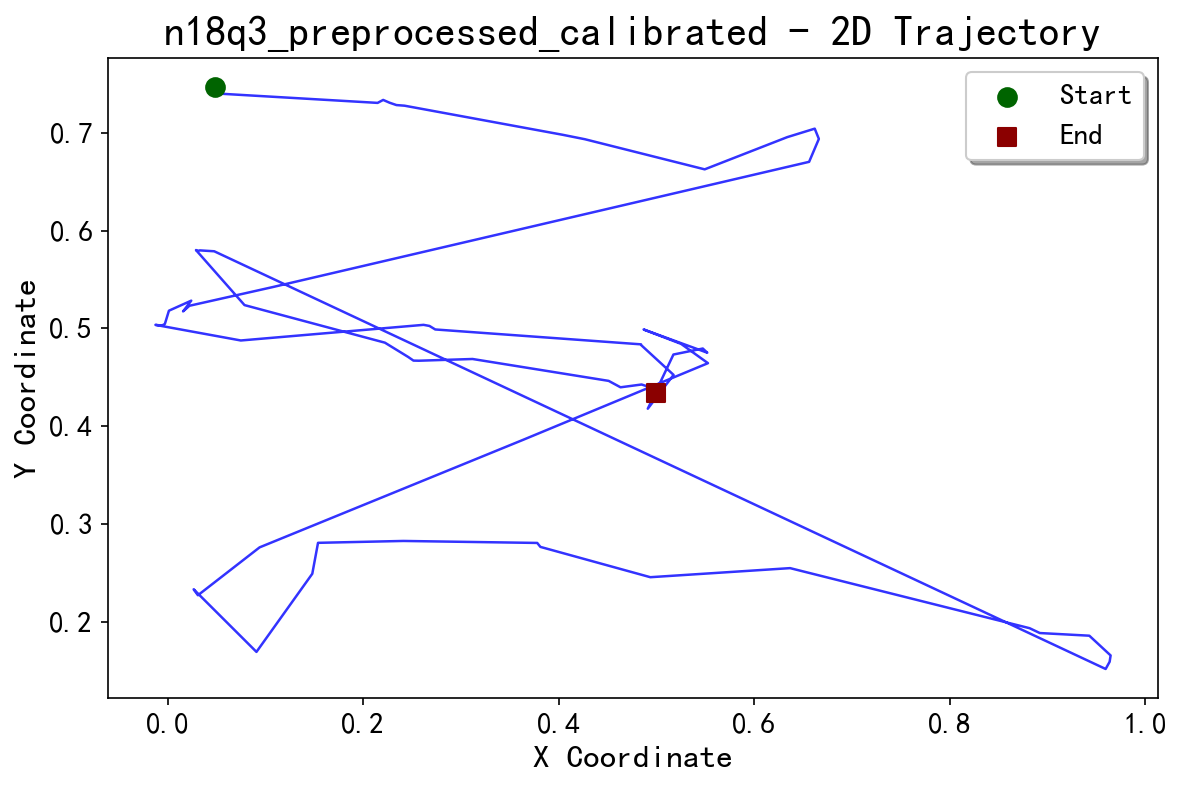 n18q3_preprocessed_calibrated - 2D Trajectory
Start
End
0.7
0.6
0.5
0.4
0.3
0.2
Y Coordinate
0.0 0.2 0.4 0.6 0.8 1.0
X Coordinate